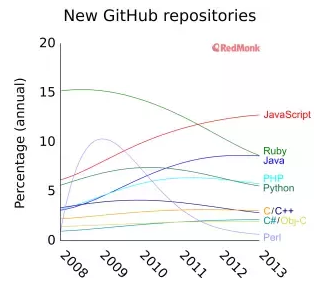 New GitHub repositories
RedMonk
Percentage (annual)
20
15
10
5
0
JavaScript
Ruby
Java
PHP
Python
C/C++
C#/Obj-C
Perl
2008
2009
2010
2011
2012
2013